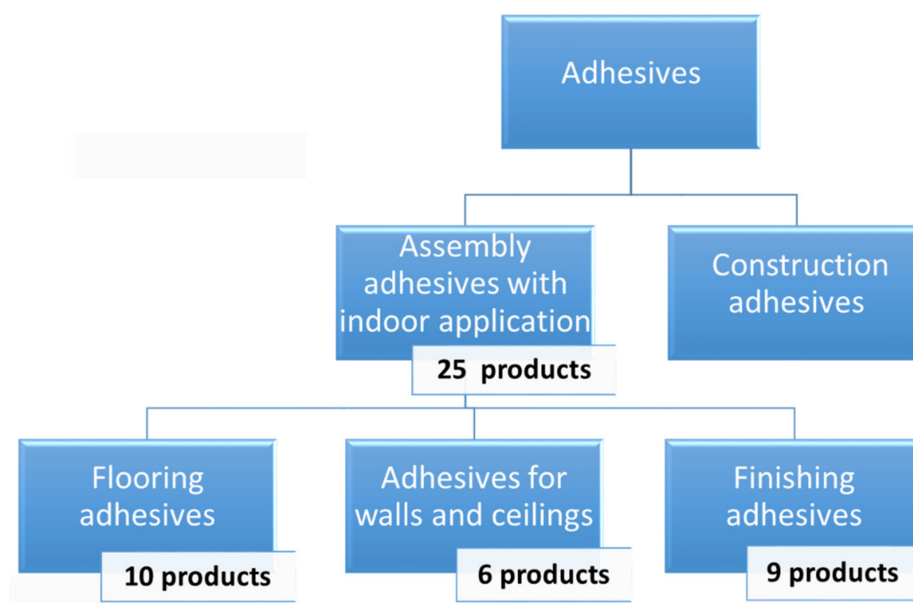 Adhesives
Assembly
adhesives with
indoor application
25 products
Construction
adhesives
Flooring
adhesives
10 products
Adhesives for
walls and ceilings
6 products
Finishing
adhesives
9 products